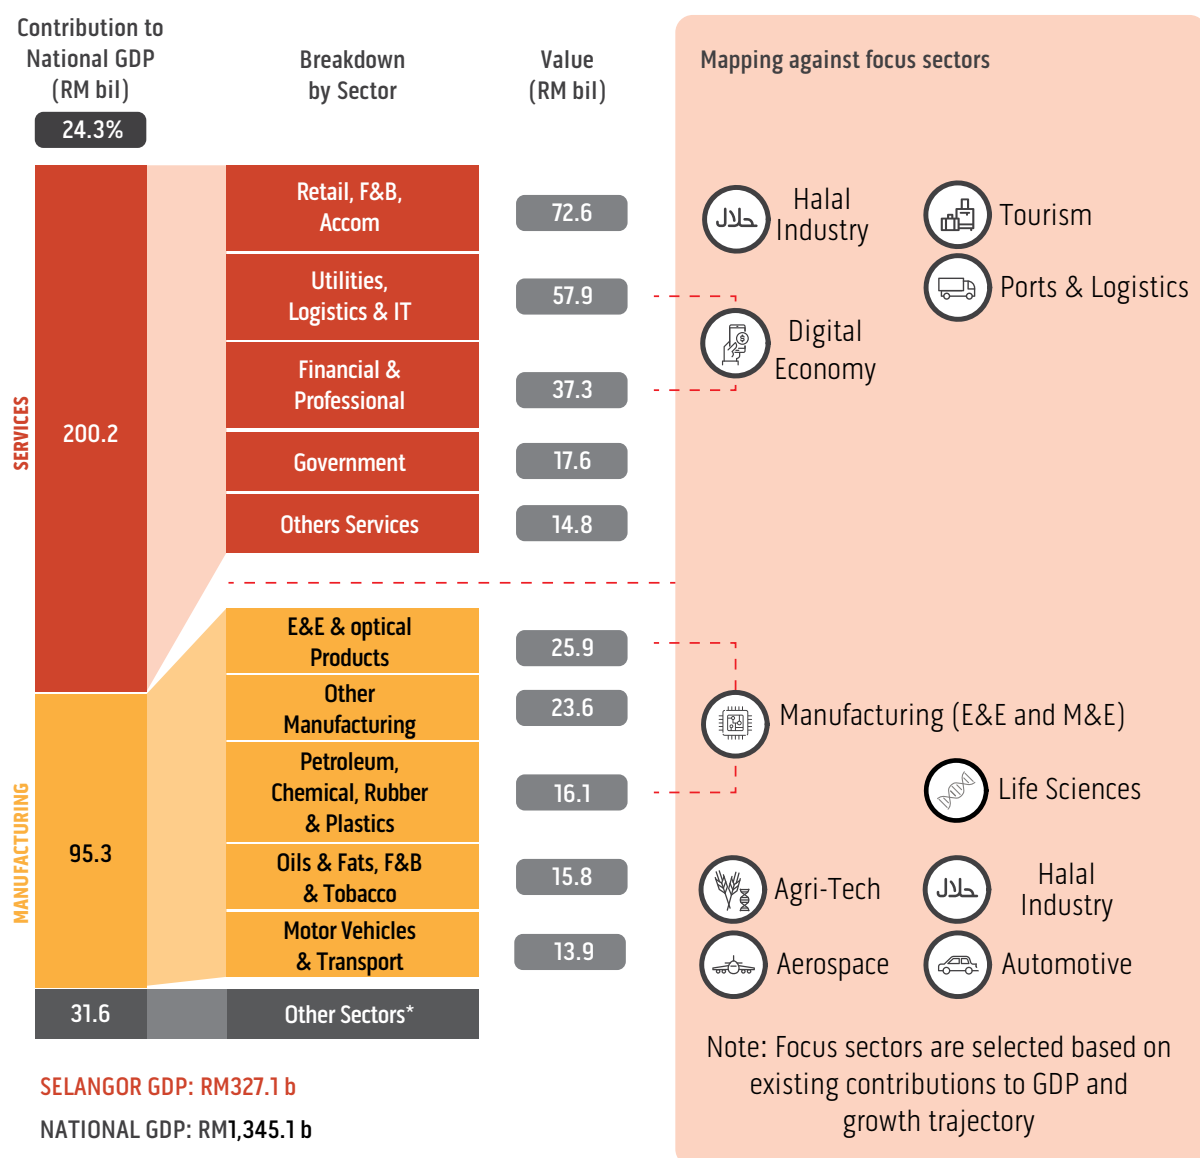 Contribution to
National GDP
(RM bil)
Breakdown
by Sector
Value
(RM bil)
Mapping against focus sectors
24.3%
SERVICES
200.2
Retail, F&B,
Accom
72.6
Utilities,
Logistics & IT
57.9
Financial &
Professional
37.3
Government
17.6
Others Services
14.8
حلال
Halal
Industry
Tourism
Ports & Logistics
Digital
Economy
MANUFACTURING
95.3
E&E & optical
Products
25.9
Other
Manufacturing
23.6
Petroleum,
Chemical, Rubber
& Plastics
16.1
Oils & Fats, F&B
& Tobacco
15.8
Motor Vehicles
& Transport
13.9
Manufacturing (E&E and M&E)
Life Sciences
Agri-Tech
حلال
Halal
Industry
Aerospace
Automotive
31.6
Other Sectors*
SELANGOR GDP: RM327.1 b
NATIONAL GDP: RM1,345.1 b
Note: Focus sectors are selected based on
existing contributions to GDP and
growth trajectory